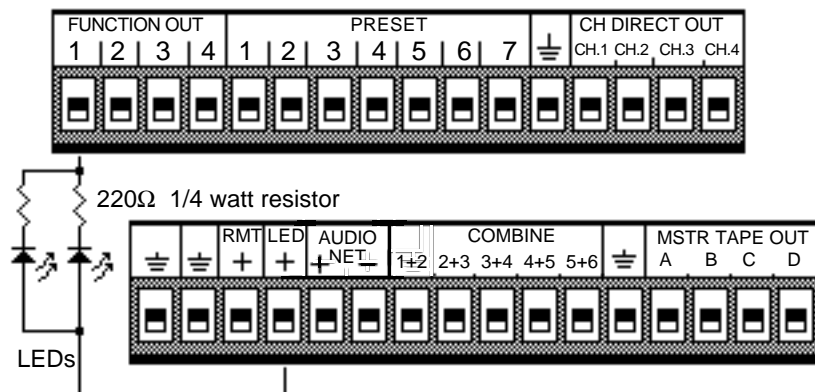 FUNCTION OUT PRESET CH DIRECT OUT
1 2 3 4 1 2 3 4 5 6 7 CH.1 CH.2 CH.3 CH.4
220Ω 1/4 watt resistor
RMT LED AUDIO NET COMBINE MSTR TAPE OUT
+ + + − 1+2 2+3 3+4 4+5 5+6 A B C D
LEDs